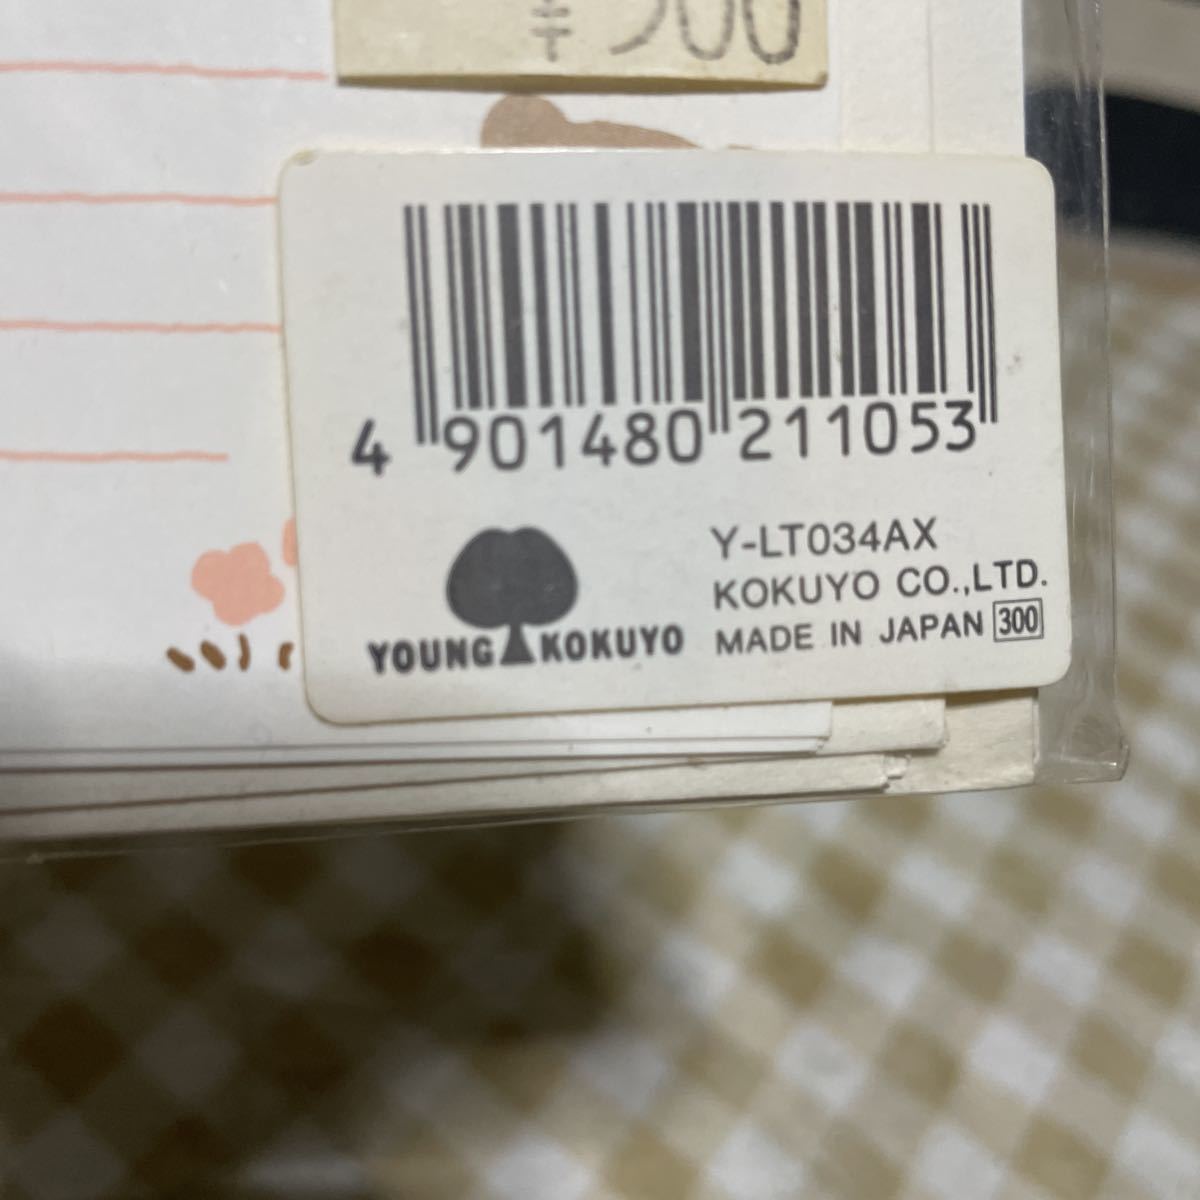 4 901480 211053
Y-LT034AX
KOKUYO CO.,LTD.
YOUNG KOKUYO
MADE IN JAPAN 300